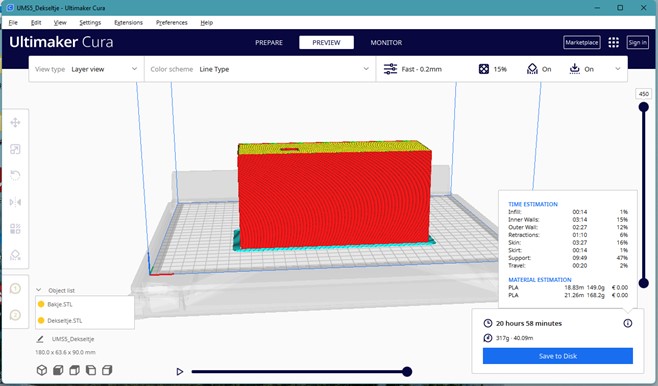 UMS5_Dekseltje - Ultimaker Cura
File Edit View Settings Extensions Preferences Help
Ultimaker Cura PREPARE PREVIEW MONITOR Marketplace Sign in
View type Layer view Color scheme Line Type Fast - 0.2mm 15% On On
450
TIME ESTIMATION
Infill: 00:14 1%
Inner Walls: 03:14 15%
Outer Wall: 02:27 12%
Retractions: 01:10 6%
Skin: 03:27 16%
Skirt: 00:14 1%
Support: 09:49 47%
Travel: 00:20 2%
MATERIAL ESTIMATION
PLA 18.83m 149.0g € 0.00
PLA 21.26m 168.2g € 0.00
Object list
Bakje.STL
Dekseltje.STL
UMS5_Dekseltje
180.0 x 63.6 x 90.0 mm
20 hours 58 minutes
317g · 40.09m
Save to Disk